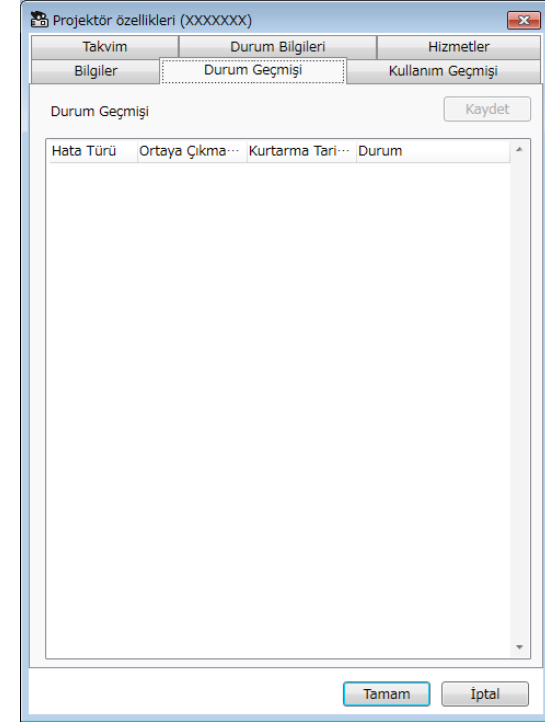 Projektör özellikleri (XXXXXXX)
Takvim Durum Bilgileri Hizmetler
Bilgiler Durum Geçmişi Kullanım Geçmişi
Durum Geçmişi Kaydet
Hata Türü Ortaya Çıkma··· Kurtarma Tari··· Durum
Tamam İptal